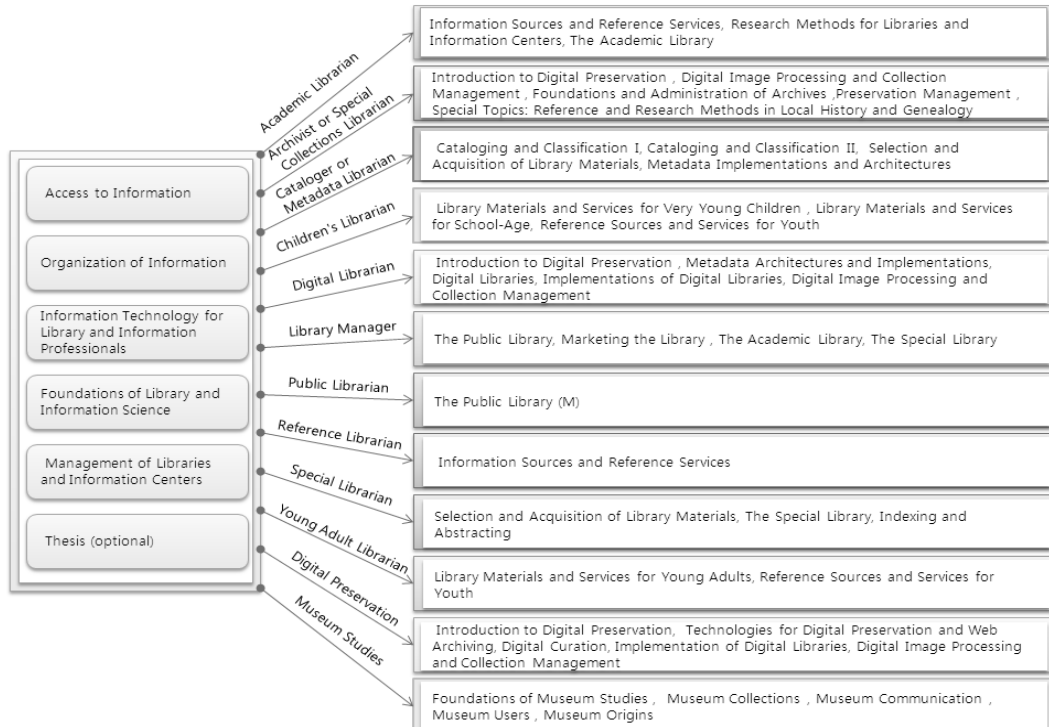 Access to Information
Organization of Information
Information Technology for
Library and Information
Professionals
Foundations of Library and
Information Science
Management of Libraries
and Information Centers
Thesis (optional)
Academic Librarian
Information Sources and Reference Services, Research Methods for Libraries and
Information Centers, The Academic Library
Archivist or Special
Collections Librarian
Introduction to Digital Preservation , Digital Image Processing and Collection
Management , Foundations and Administration of Archives ,Preservation Management ,
Special Topics: Reference and Research Methods in Local History and Genealogy
Cataloger or
Metadata Librarian
Cataloging and Classification I, Cataloging and Classification II, Selection and
Acquisition of Library Materials, Metadata Implementations and Architectures
Children's Librarian
Library Materials and Services for Very Young Children , Library Materials and Services
for School-Age, Reference Sources and Services for Youth
Digital Librarian
Introduction to Digital Preservation , Metadata Architectures and Implementations,
Digital Libraries, Implementations of Digital Libraries, Digital Image Processing and
Collection Management
Library Manager
The Public Library, Marketing the Library , The Academic Library, The Special Library
Public Librarian
The Public Library (M)
Reference Librarian
Information Sources and Reference Services
Special Librarian
Selection and Acquisition of Library Materials, The Special Library, Indexing and
Abstracting
Young Adult Librarian
Library Materials and Services for Young Adults, Reference Sources and Services for
Youth
Digital Preservation
Introduction to Digital Preservation, Technologies for Digital Preservation and Web
Archiving, Digital Curation, Implementation of Digital Libraries, Digital Image Processing
and Collection Management
Museum Studies
Foundations of Museum Studies , Museum Collections , Museum Communication ,
Museum Users , Museum Origins